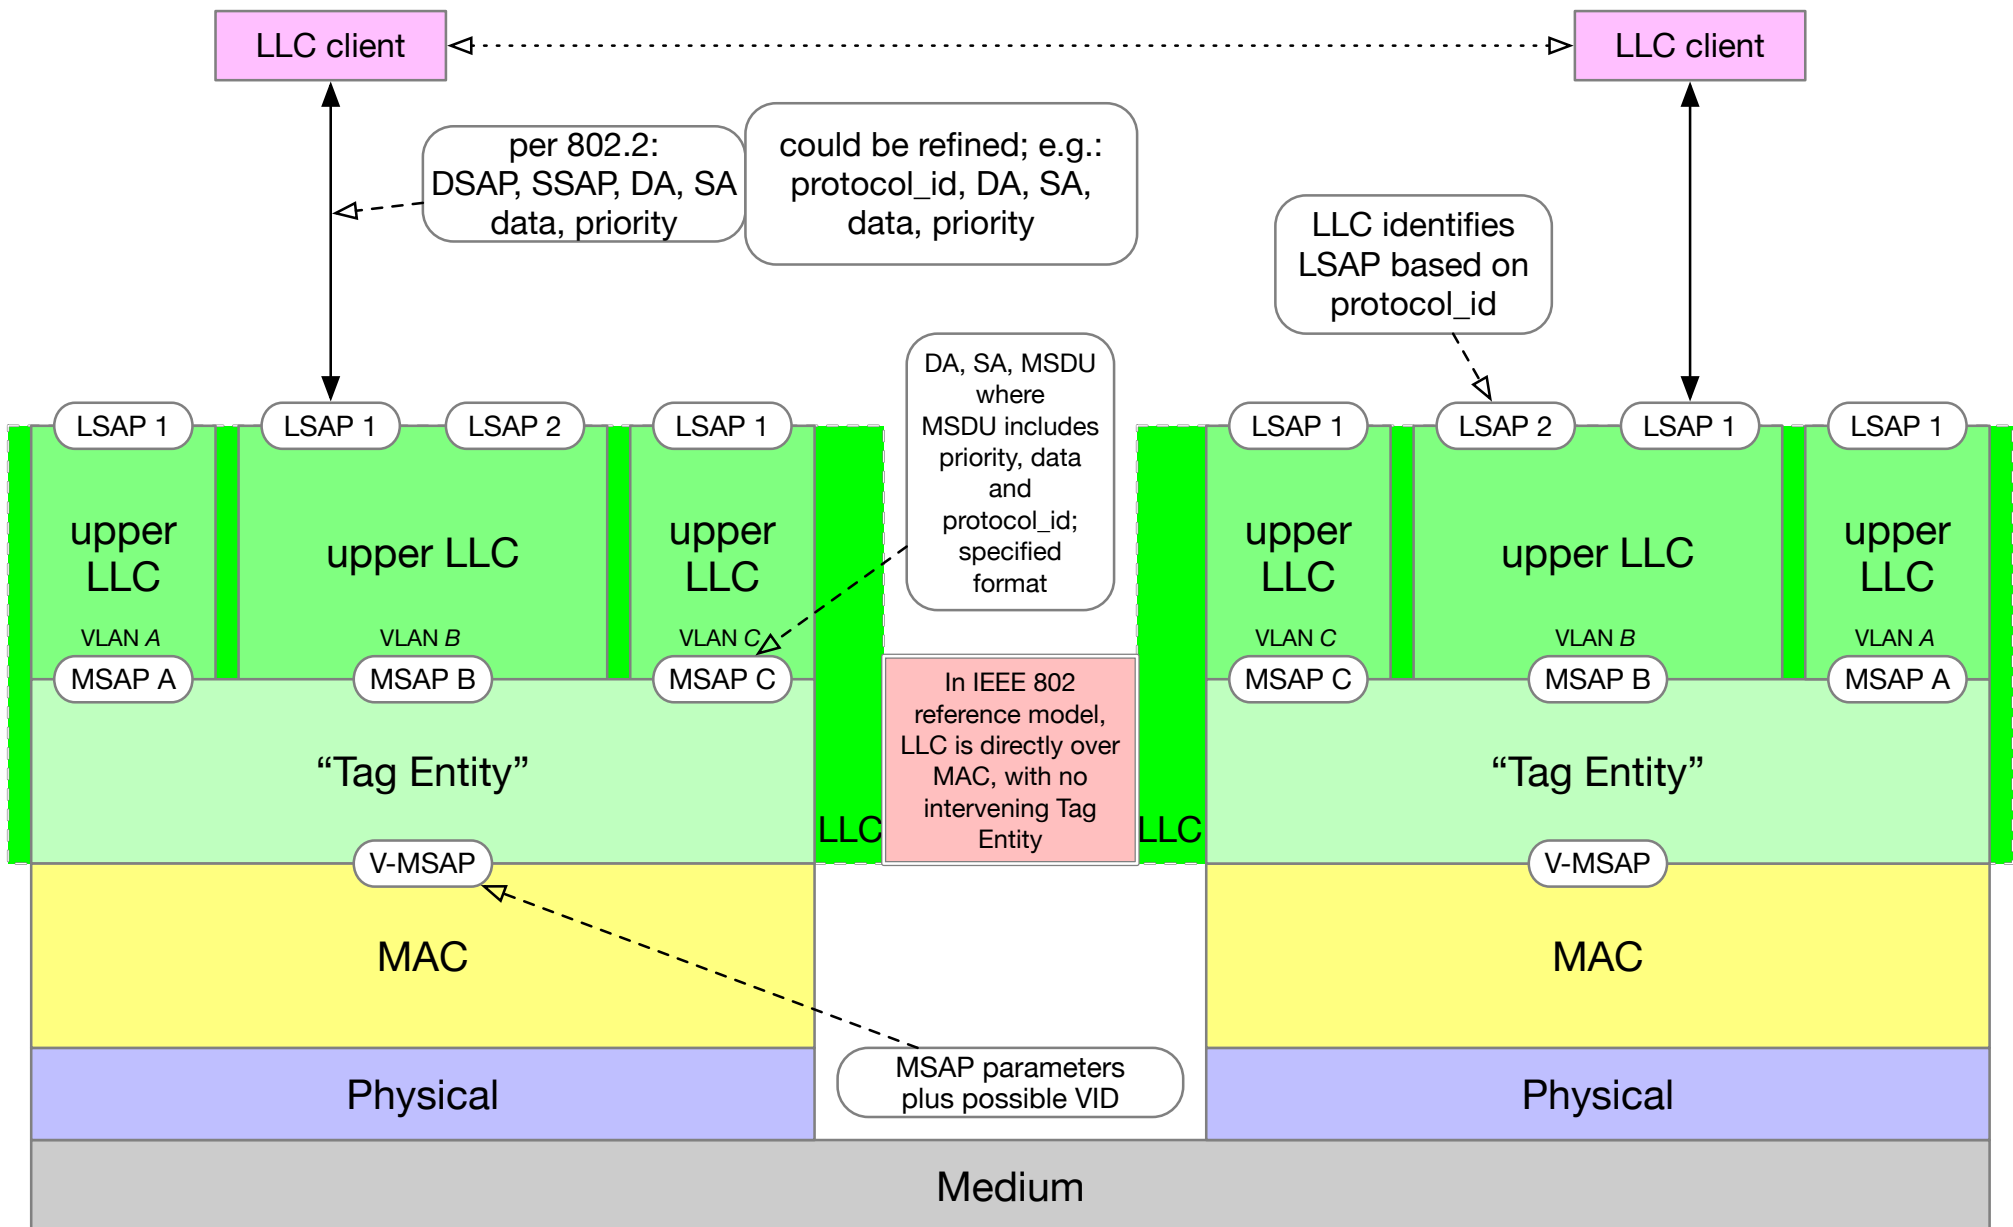 LLC client
LLC client
per 802.2:
DSAP, SSAP, DA, SA
data, priority
could be refined; e.g.:
protocol_id, DA, SA,
data, priority
LLC identifies
LSAP based on
protocol_id
DA, SA, MSDU
where
MSDU includes
priority, data
and
protocol_id;
specified
format
LSAP 1
LSAP 1
LSAP 2
LSAP 1
LSAP 1
LSAP 2
LSAP 1
LSAP 1
upper
LLC
upper LLC
upper
LLC
upper
LLC
upper LLC
upper
LLC
VLAN A
VLAN B
VLAN C
VLAN C
VLAN B
VLAN A
MSAP A
MSAP B
MSAP C
MSAP C
MSAP B
MSAP A
In IEEE 802
reference model,
LLC is directly over
MAC, with no
intervening Tag
Entity
“Tag Entity”
“Tag Entity”
LLC
LLC
V-MSAP
V-MSAP
MAC
MAC
MSAP parameters
plus possible VID
Physical
Physical
Medium